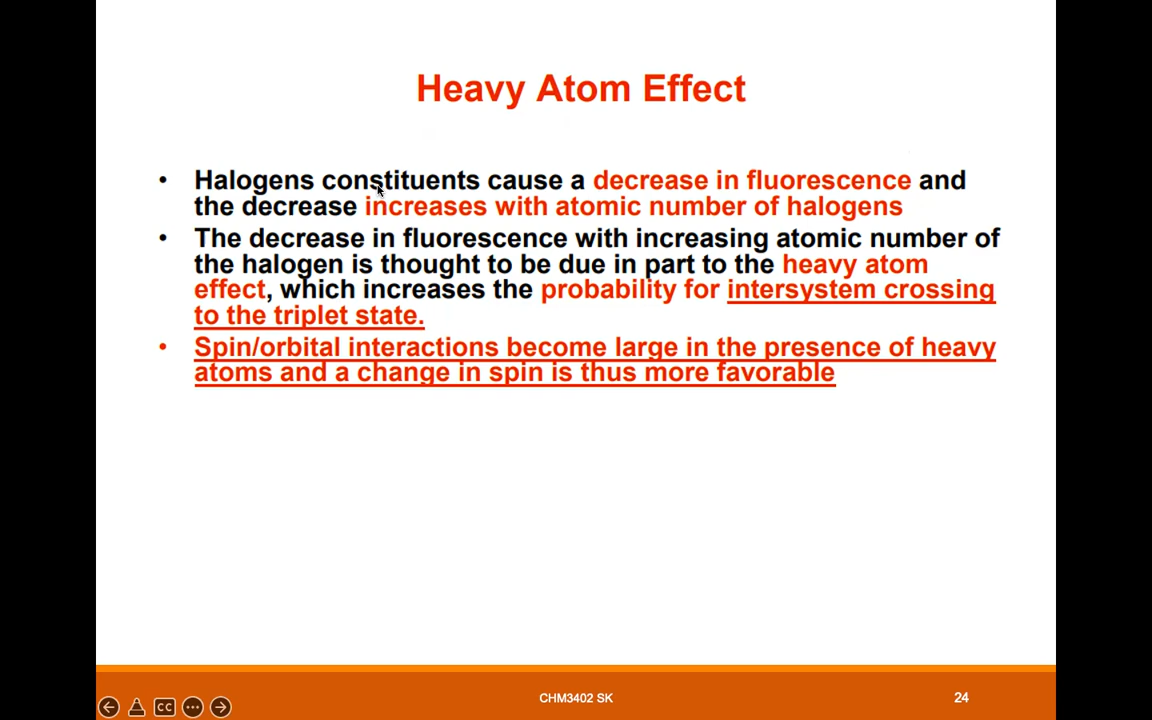 Heavy Atom Effect
• Halogens constituents cause a decrease in fluorescence and
the decrease increases with atomic number of halogens
• The decrease in fluorescence with increasing atomic number of
the halogen is thought to be due in part to the heavy atom
effect, which increases the probability for intersystem crossing
to the triplet state.
• Spin/orbital interactions become large in the presence of heavy
atoms and a change in spin is thus more favorable
CC
CHM3402 SK
24